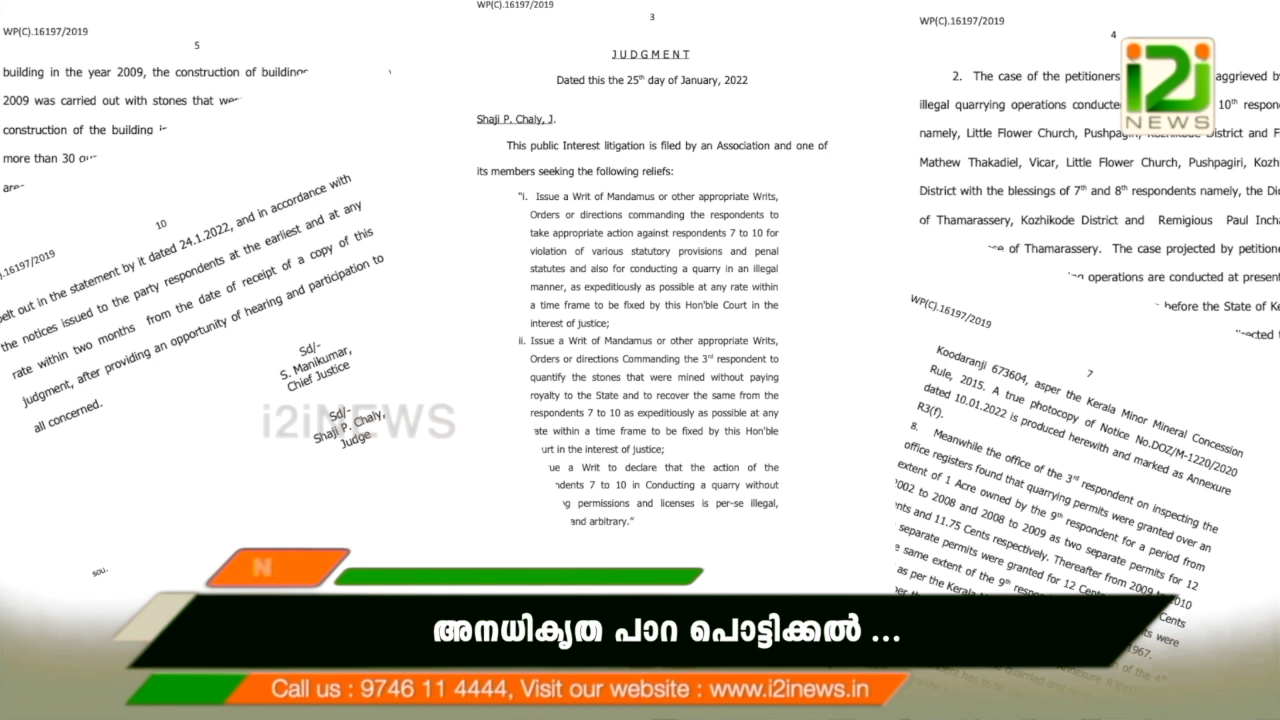 WP(C).16197/2019
5
building in the year 2009, the construction of buildings
2009 was carried out with stones that were
construction of the building
more than 30
10
.16197/2019
out in the statement by it dated 24.1.2022, and in accordance with
the notices issued to the party respondents at the earliest and at any
rate within two months from the date of receipt of a copy of this
judgment, after providing an opportunity of hearing and participation to
all concerned.
Sd/-
S. Manikumar,
Chief Justice
Sd/-
Shaji P. Chaly,
Judge
sou.
WP(C).16197/2019
3
JUDGMENT
Dated this the 25th day of January, 2022
Shaji P. Chaly, J.
This public Interest litigation is filed by an Association and one of
its members seeking the following reliefs:
"i. Issue a Writ of Mandamus or other appropriate Writs,
Orders or directions commanding the respondents to
take appropriate action against respondents 7 to 10 for
violation of various statutory provisions and penal
statutes and also for conducting a quarry in an illegal
manner, as expeditiously as possible at any rate within
a time frame to be fixed by this Hon'ble Court in the
interest of justice;
ii. Issue a Writ of Mandamus or other appropriate Writs,
Orders or directions Commanding the 3rd respondent to
quantify the stones that were mined without paying
royalty to the State and to recover the same from the
respondents 7 to 10 as expeditiously as possible at any
rate within a time frame to be fixed by this Hon'ble
urt in the interest of justice;
ue a Writ to declare that the action of the
ndents 7 to 10 in Conducting a quarry without
permissions and licenses is per-se illegal,
and arbitrary."
WP(C).16197/2019
4
2. The case of the petitioners aggrieved by
illegal quarrying operations conducted 10th respon
namely, Little Flower Church, Pushpagiri, Kozhikode District and F
Mathew Thakadiel, Vicar, Little Flower Church, Pushpagiri, Kozh
District with the blessings of 7th and 8th respondents namely, the Dio
of Thamarassery, Kozhikode District and Remigious Paul Incha
of Thamarassery. The case projected by petitione
operations are conducted at present
before the State of Ke
WP(C).16197/2019
7
Koodaranji 673604, asper the Kerala Minor Mineral Concession
Rule, 2015. A true photocopy of Notice No.DOZ/M-1220/2020
dated 10.01.2022 is produced herewith and marked as Annexure
R3(f).
8. Meanwhile the office of the 3rd respondent on inspecting the
office registers found that quarrying permits were granted over an
extent of 1 Acre owned by the 9th respondent for a period from
2002 to 2008 and 2008 to 2009 as two separate permits for 12
nts and 11.75 Cents respectively. Thereafter from 2009 to 2010
separate permits were granted for 12 Cents Cents
same extent of the 9th were
as per the Kerala 1967.
i2i
NEWS
i2iNEWS
N
അനധികൃത പാറ പൊട്ടിക്കൽ ...
Call us : 9746 11 4444, Visit our website : www.i2inews.in